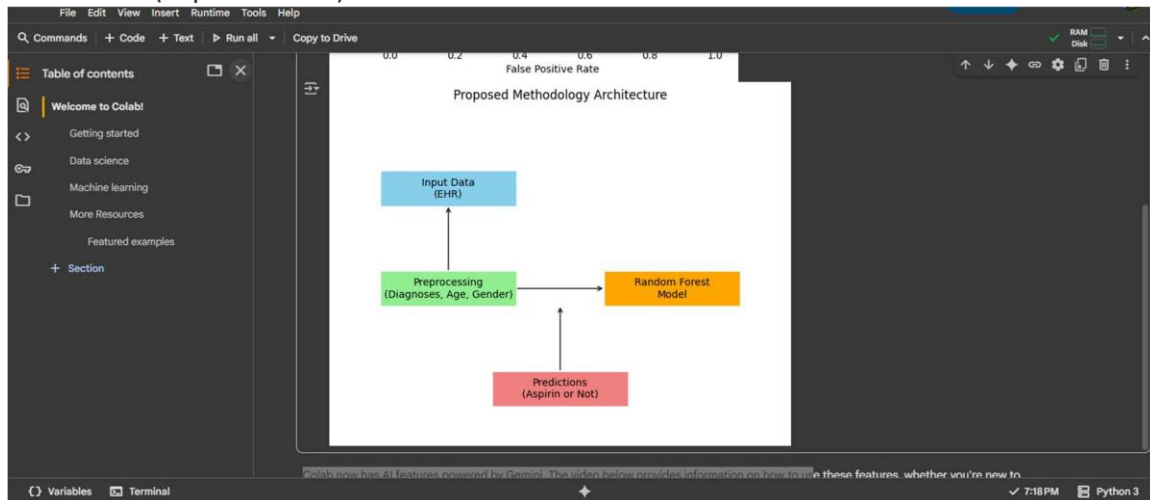 File Edit View Insert Runtime Tools Help
Commands + Code + Text Run all Copy to Drive
RAM
Disk
Table of contents
Welcome to Colab!
Getting started
Data science
Machine learning
More Resources
Featured examples
+ Section
0.0 0.2 0.4 0.6 0.8 1.0
False Positive Rate
Proposed Methodology Architecture
Input Data
(EHR)
Preprocessing
(Diagnoses, Age, Gender)
Random Forest
Model
Predictions
(Aspirin or Not)
Colab now has AI features powered by Gemini. The video below provides information on how to use these features, whether you're new to
Variables Terminal
7:18 PM Python 3